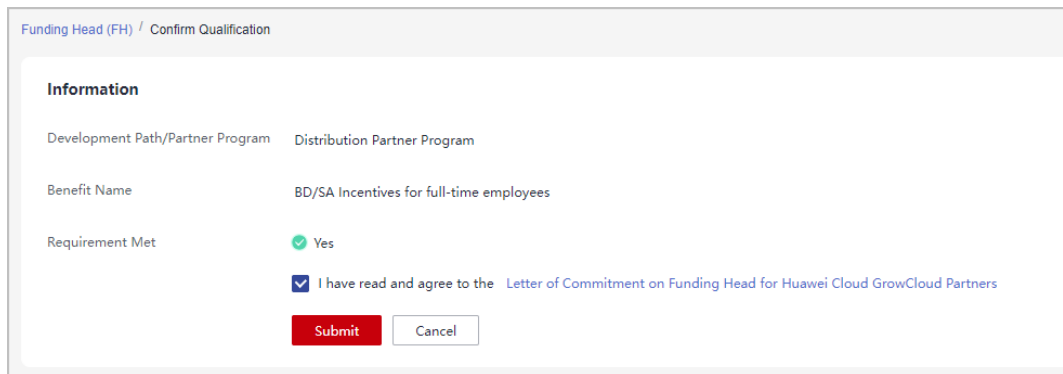 Funding Head (FH) / Confirm Qualification
Information
Development Path/Partner Program Distribution Partner Program
Benefit Name BD/SA Incentives for full-time employees
Requirement Met Yes
I have read and agree to the Letter of Commitment on Funding Head for Huawei Cloud GrowCloud Partners
Submit Cancel